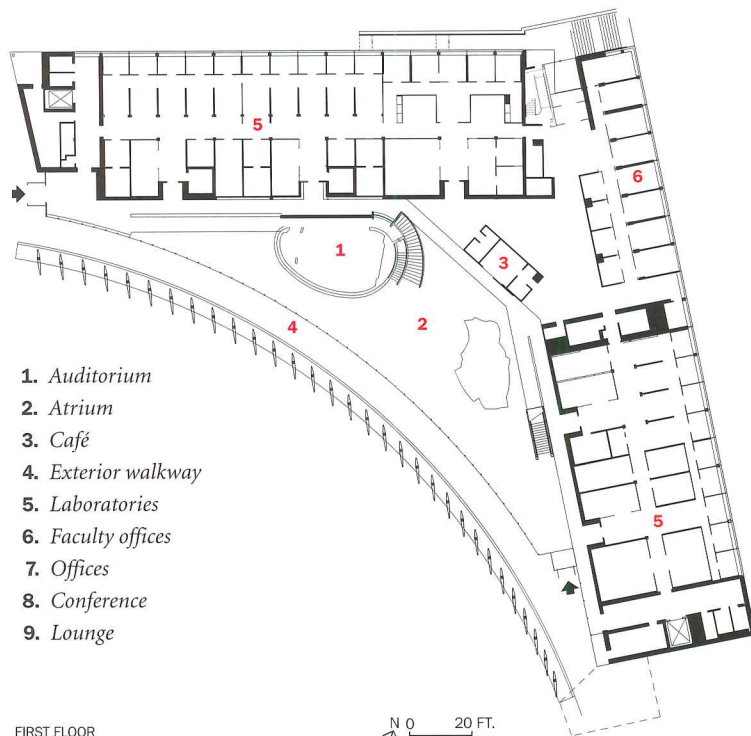 5
6
1
3
2
4
5
1. Auditorium
2. Atrium
3. Café
4. Exterior walkway
5. Laboratories
6. Faculty offices
7. Offices
8. Conference
9. Lounge
FIRST FLOOR
N 0 20 FT.